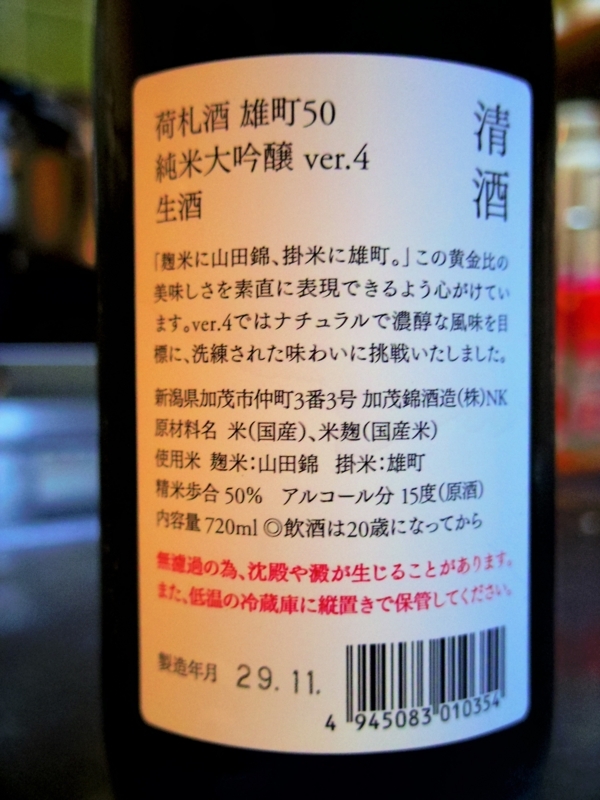 清酒
荷札酒 雄町50
純米大吟醸 ver.4
生酒
「麹米に山田錦、掛米に雄町。」この黄金比の
美味しさを素直に表現できるよう心がけてい
ます。ver.4ではナチュラルで濃醇な風味を目
標に、洗練された味わいに挑戦いたしました。
新潟県加茂市仲町3番3号 加茂錦酒造(株)NK
原材料名 米(国産)、米麹(国産米)
使用米 麹米:山田錦 掛米:雄町
精米歩合 50% アルコール分 15度(原酒)
内容量 720ml ◎飲酒は20歳になってから
無濾過の為、沈殿や澱が生じることがあります。
また、低温の冷蔵庫に縦置きで保管してください。
製造年月 29.11.
4 945083 010354